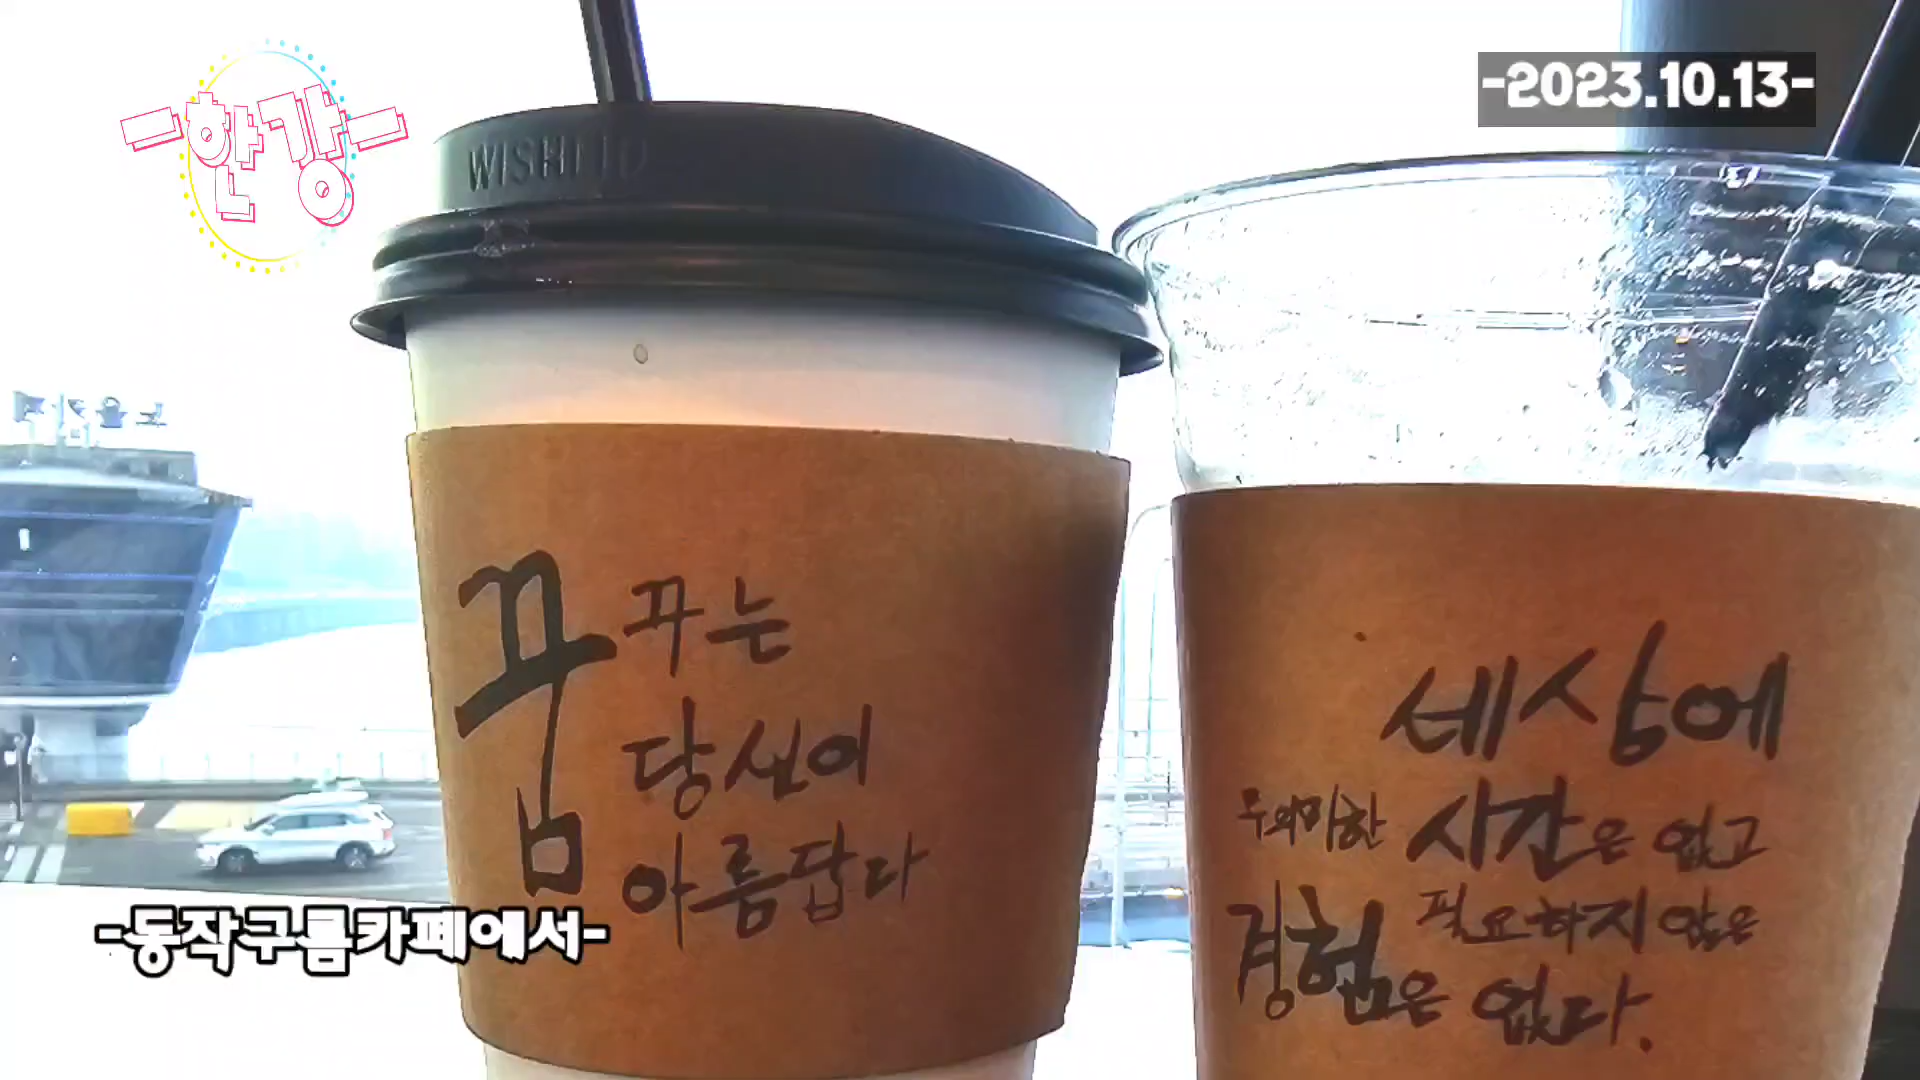 -한강-
-2023.10.13-
꿈 꾸는
당신이
아름답다
세상에
무의미한 시간은 없고
경험은 필요하지 않은
없다.
-동작구름카페에서-